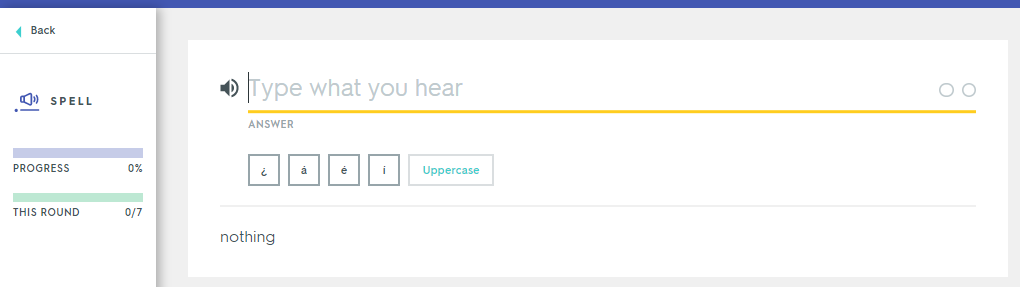 Back
SPELL
PROGRESS 0%
THIS ROUND 0/7
Type what you hear
ANSWER
¿ á é í Uppercase
nothing